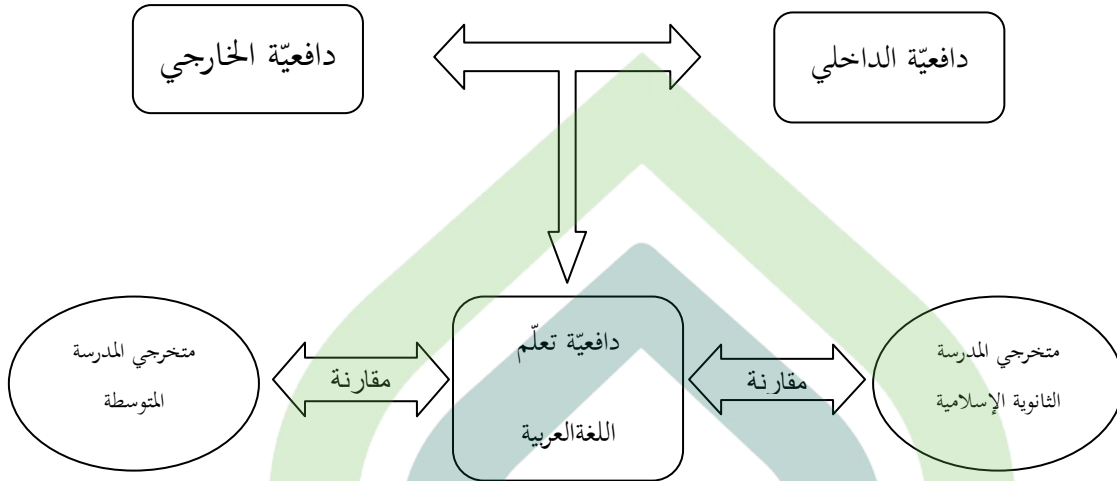 دافعيّة الداخلي
دافعيّة الخارجي
متخرجي المدرسة
الثانوية الإسلامية
مقارنة
دافعيّة تعلّم
اللغةالعربية
مقارنة
متخرجي المدرسة
المتوسطة